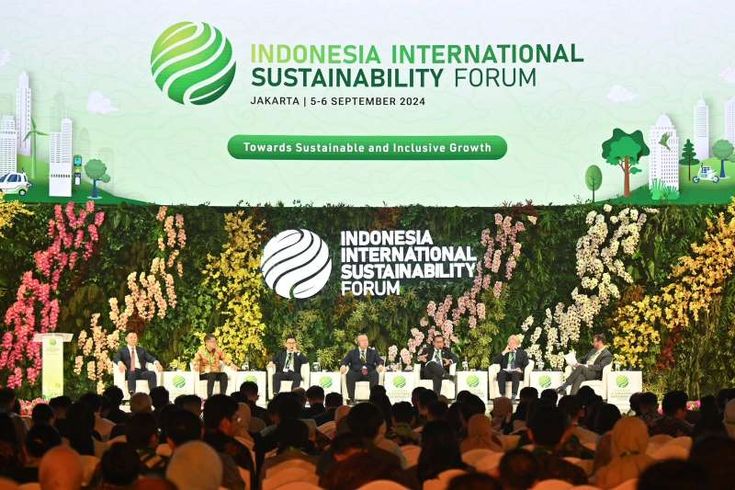 INDONESIA INTERNATIONAL
SUSTAINABILITY FORUM
JAKARTA | 5-6 SEPTEMBER 2024
Towards Sustainable and Inclusive Growth
INDONESIA
INTERNATIONAL
SUSTAINABILITY
FORUM